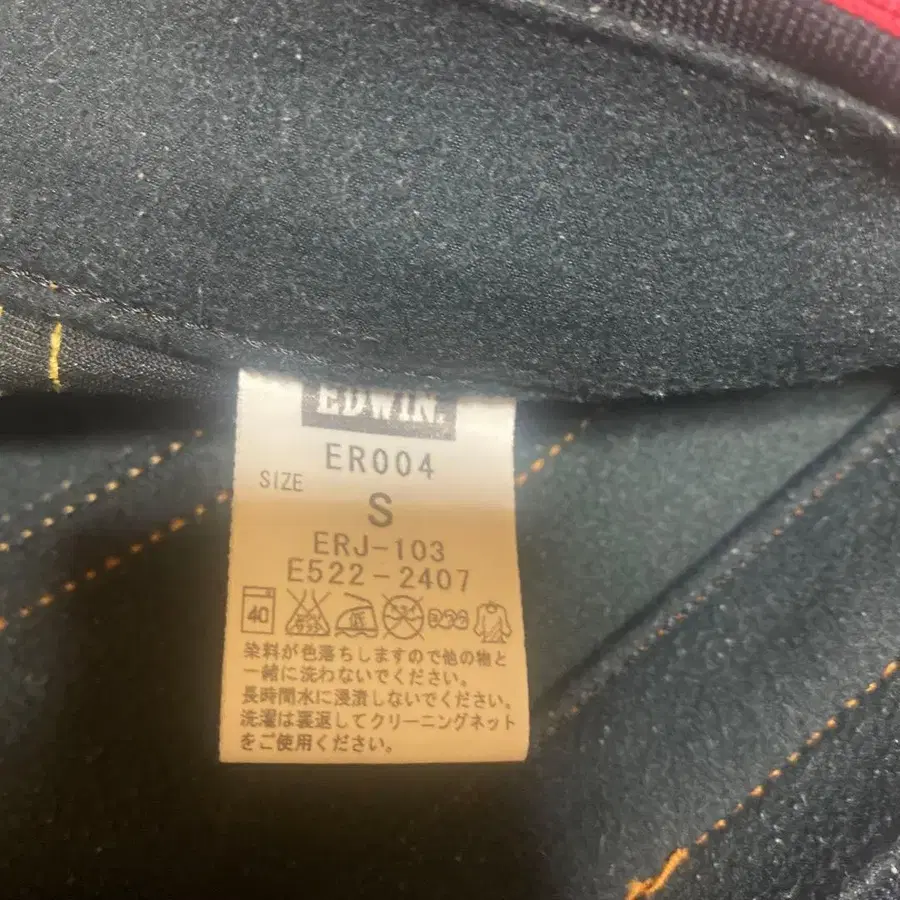 EDWIN.
ER004
SIZE
S
ERJ-103
E522-2407
40
低
染料が色落ちしますので他の物と
一緒に洗わないでください。
長時間水に浸漬しないでください。
洗濯は裏返してクリーニングネット
をご使用ください。